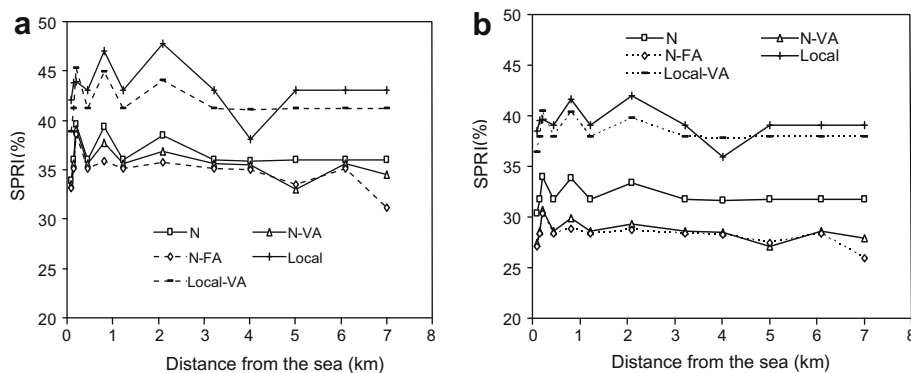 a
50
45
40
35
30
25
20
SPRI(%)
N
N-VA
N-FA
Local
Local-VA
0 1 2 3 4 5 6 7 8
Distance from the sea (km)
b
50
45
40
35
30
25
20
SPRI(%)
N
N-VA
N-FA
Local
Local-VA
0 1 2 3 4 5 6 7 8
Distance from the sea (km)